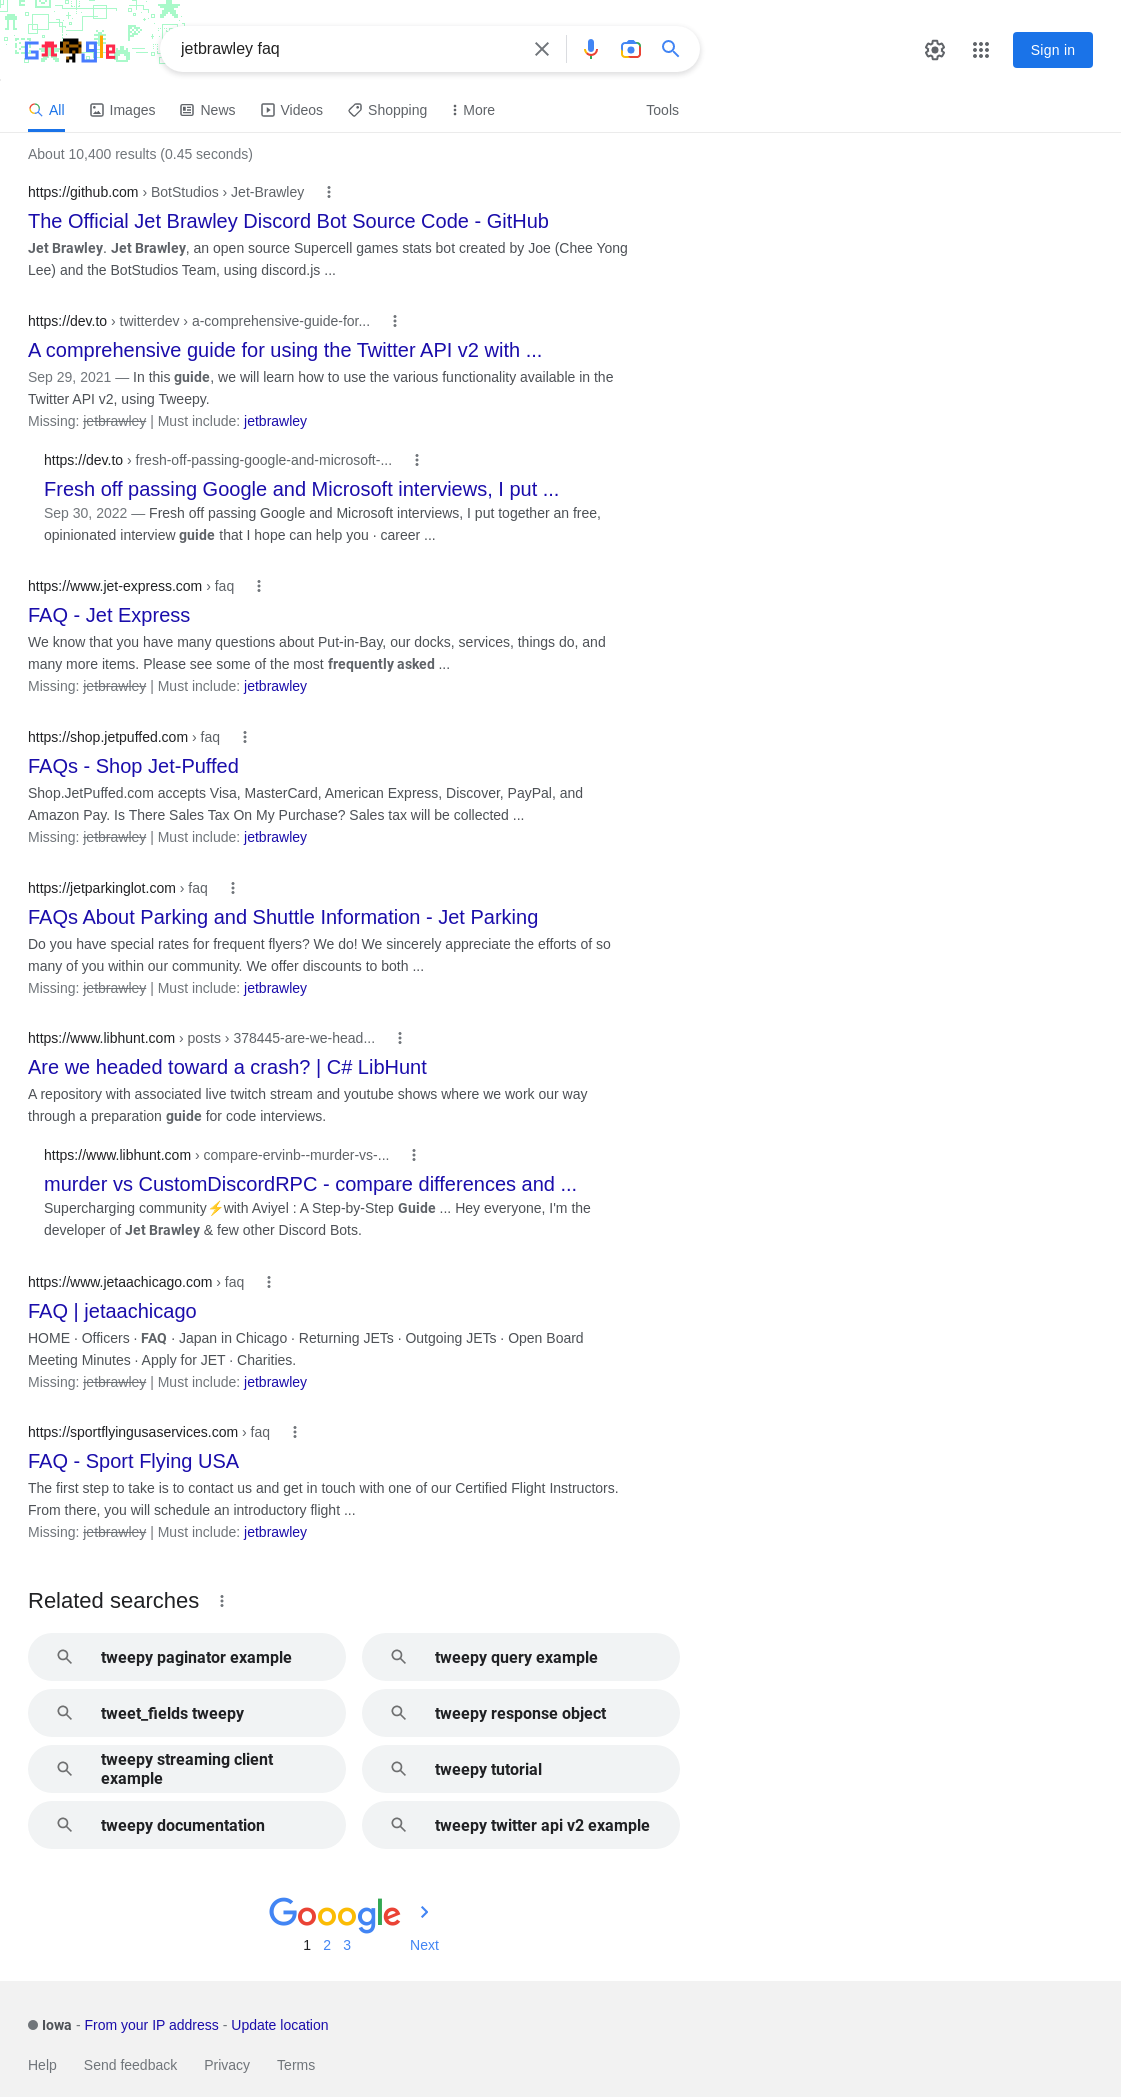 Google
jetbrawley faq
Sign in
All Images News Videos Shopping More Tools
About 10,400 results (0.45 seconds)
https://github.com › BotStudios › Jet-Brawley
The Official Jet Brawley Discord Bot Source Code - GitHub
Jet Brawley. Jet Brawley, an open source Supercell games stats bot created by Joe (Chee Yong
Lee) and the BotStudios Team, using discord.js ...
https://dev.to › twitterdev › a-comprehensive-guide-for...
A comprehensive guide for using the Twitter API v2 with ...
Sep 29, 2021 — In this guide, we will learn how to use the various functionality available in the
Twitter API v2, using Tweepy.
Missing: jetbrawley | Must include: jetbrawley
https://dev.to › fresh-off-passing-google-and-microsoft-...
Fresh off passing Google and Microsoft interviews, I put ...
Sep 30, 2022 — Fresh off passing Google and Microsoft interviews, I put together an free,
opinionated interview guide that I hope can help you · career ...
https://www.jet-express.com › faq
FAQ - Jet Express
We know that you have many questions about Put-in-Bay, our docks, services, things do, and
many more items. Please see some of the most frequently asked ...
Missing: jetbrawley | Must include: jetbrawley
https://shop.jetpuffed.com › faq
FAQs - Shop Jet-Puffed
Shop.JetPuffed.com accepts Visa, MasterCard, American Express, Discover, PayPal, and
Amazon Pay. Is There Sales Tax On My Purchase? Sales tax will be collected ...
Missing: jetbrawley | Must include: jetbrawley
https://jetparkinglot.com › faq
FAQs About Parking and Shuttle Information - Jet Parking
Do you have special rates for frequent flyers? We do! We sincerely appreciate the efforts of so
many of you within our community. We offer discounts to both ...
Missing: jetbrawley | Must include: jetbrawley
https://www.libhunt.com › posts › 378445-are-we-head...
Are we headed toward a crash? | C# LibHunt
A repository with associated live twitch stream and youtube shows where we work our way
through a preparation guide for code interviews.
https://www.libhunt.com › compare-ervinb--murder-vs-...
murder vs CustomDiscordRPC - compare differences and ...
Supercharging community⚡with Aviyel : A Step-by-Step Guide ... Hey everyone, I'm the
developer of Jet Brawley & few other Discord Bots.
https://www.jetaachicago.com › faq
FAQ | jetaachicago
HOME · Officers · FAQ · Japan in Chicago · Returning JETs · Outgoing JETs · Open Board
Meeting Minutes · Apply for JET · Charities.
Missing: jetbrawley | Must include: jetbrawley
https://sportflyingusaservices.com › faq
FAQ - Sport Flying USA
The first step to take is to contact us and get in touch with one of our Certified Flight Instructors.
From there, you will schedule an introductory flight ...
Missing: jetbrawley | Must include: jetbrawley
Related searches
tweepy paginator example
tweepy query example
tweet_fields tweepy
tweepy response object
tweepy streaming client
example
tweepy tutorial
tweepy documentation
tweepy twitter api v2 example
Gooogle
1 2 3 Next
Iowa - From your IP address - Update location
Help Send feedback Privacy Terms